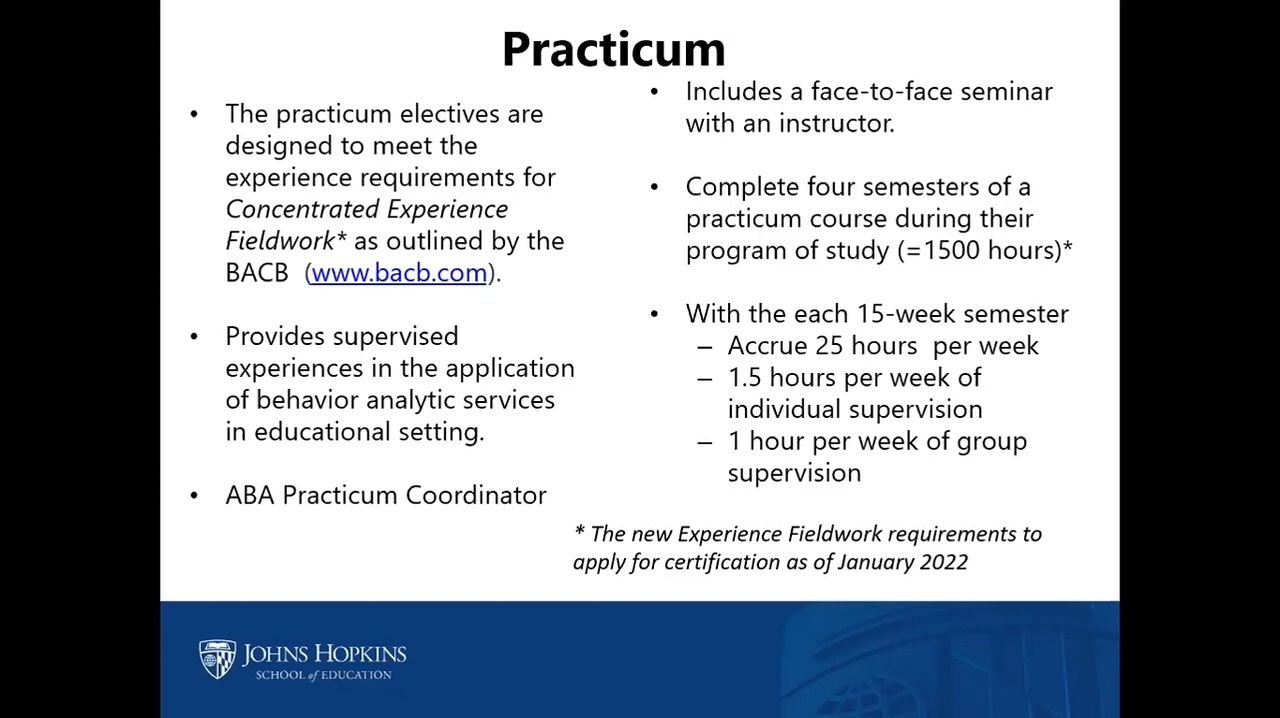 Practicum
• The practicum electives are
designed to meet the
experience requirements for
Concentrated Experience
Fieldwork* as outlined by the
BACB (www.bacb.com).
• Provides supervised
experiences in the application
of behavior analytic services
in educational setting.
• ABA Practicum Coordinator
• Includes a face-to-face seminar
with an instructor.
• Complete four semesters of a
practicum course during their
program of study (=1500 hours)*
• With the each 15-week semester
– Accrue 25 hours per week
– 1.5 hours per week of
individual supervision
– 1 hour per week of group
supervision
* The new Experience Fieldwork requirements to
apply for certification as of January 2022
JOHNS HOPKINS
SCHOOL of EDUCATION